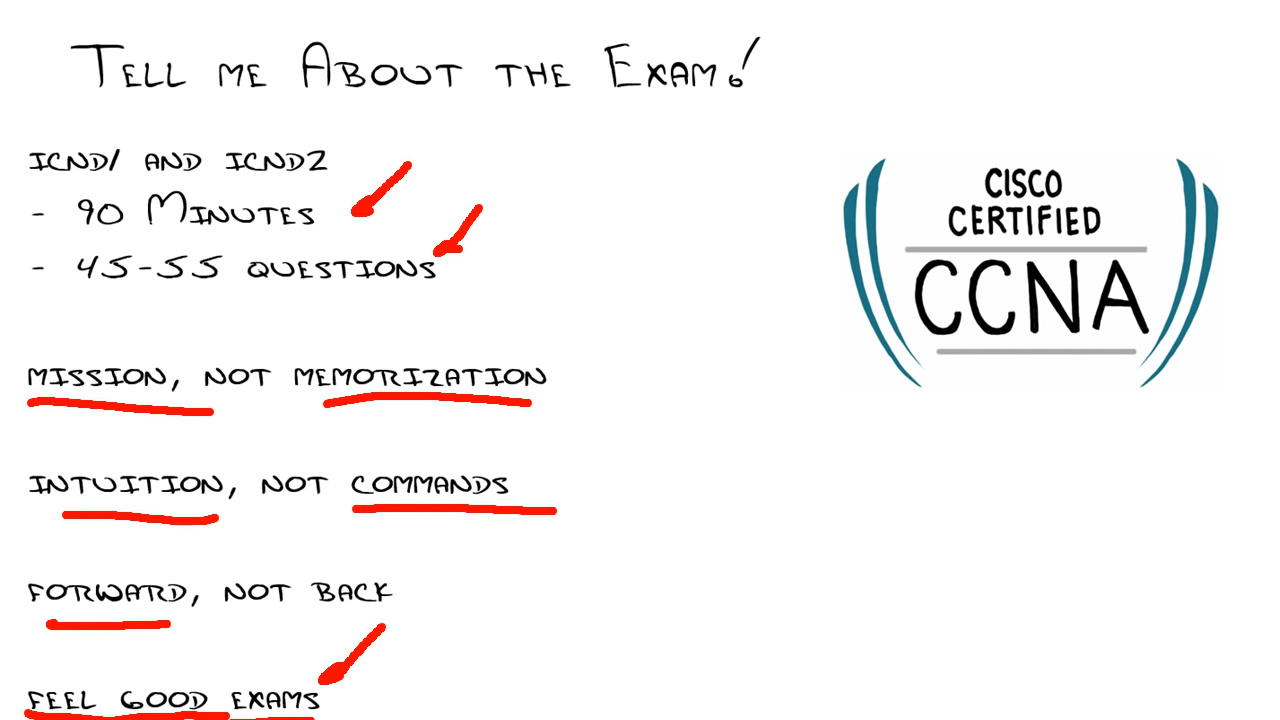 TELL ME ABOUT THE EXAM!
ICND1 AND ICND2
- 90 MINUTES
- 45-55 QUESTIONS
CISCO
CERTIFIED
CCNA
MISSION, NOT MEMORIZATION
INTUITION, NOT COMMANDS
FORWARD, NOT BACK
FEEL GOOD EXAMS